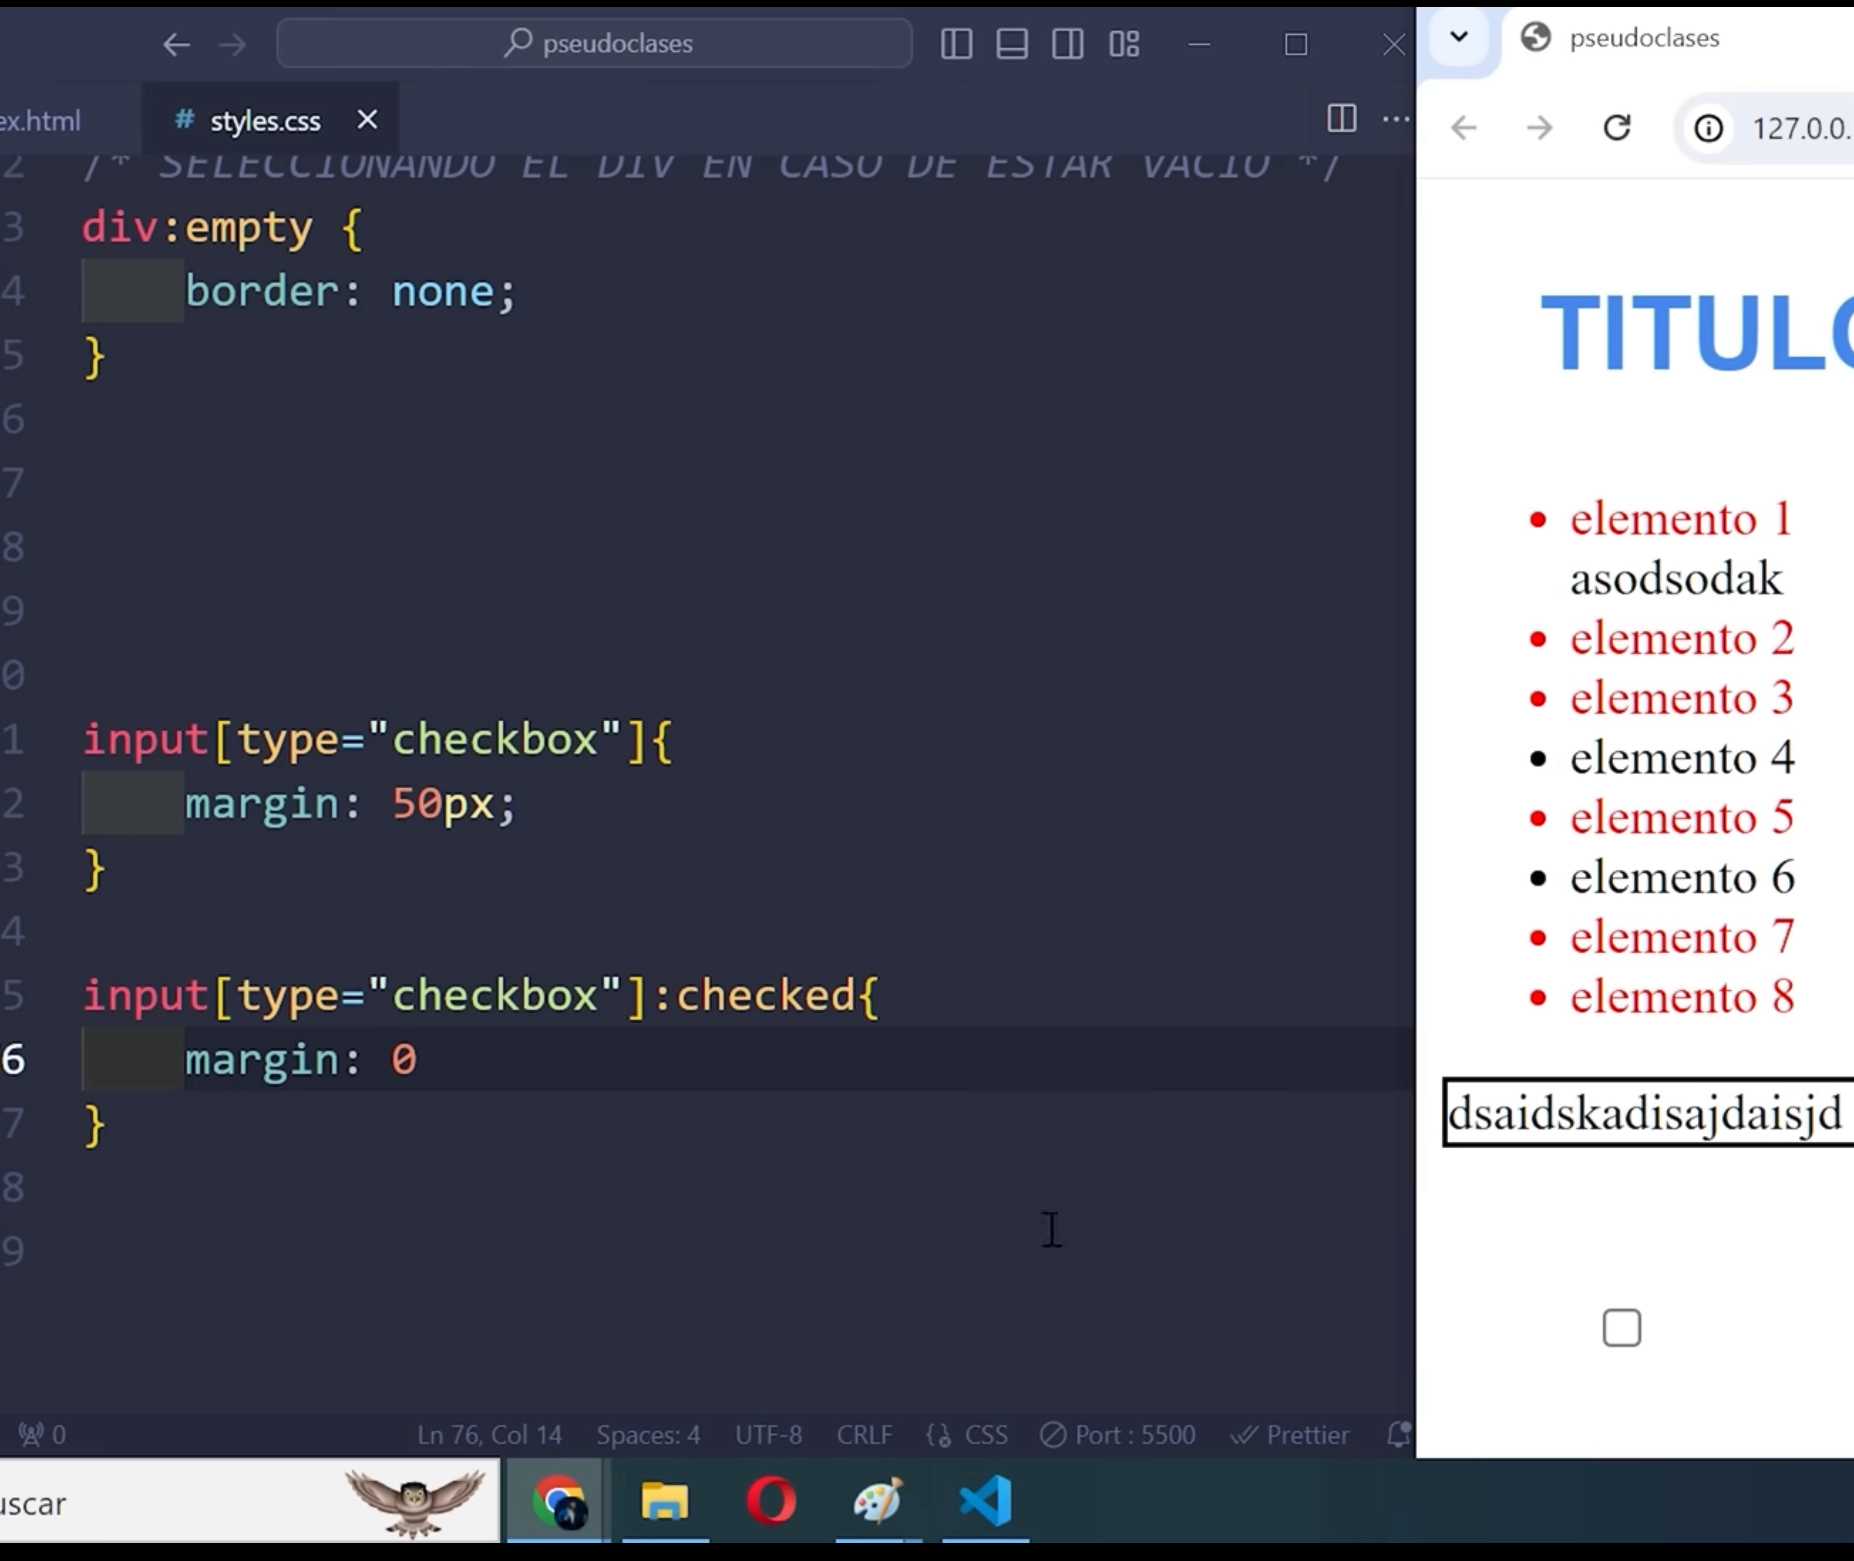 pseudoclases
ex.html
# styles.css
2 /* SELECCIONANDO EL DIV EN CASO DE ESTAR VACIO */
3 div:empty {
4 border: none;
5 }
6
7
8
9
0
1 input[type="checkbox"]{
2 margin: 50px;
3 }
4
5 input[type="checkbox"]:checked{
6 margin: 0
7 }
8
9
0 Ln 76, Col 14 Spaces: 4 UTF-8 CRLF CSS Port : 5500 Prettier
uscar
pseudoclases
127.0.0.
TITULO
elemento 1
asodsodak
elemento 2
elemento 3
elemento 4
elemento 5
elemento 6
elemento 7
elemento 8
dsaidskadisajdaisjd